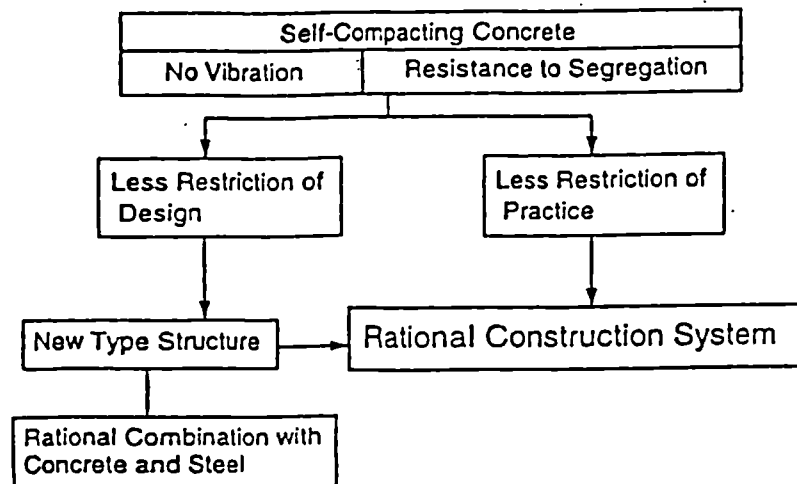 Self-Compacting Concrete
No Vibration
Resistance to Segregation
Less Restriction of
Design
Less Restriction of
Practice
New Type Structure
Rational Construction System
Rational Combination with
Concrete and Steel